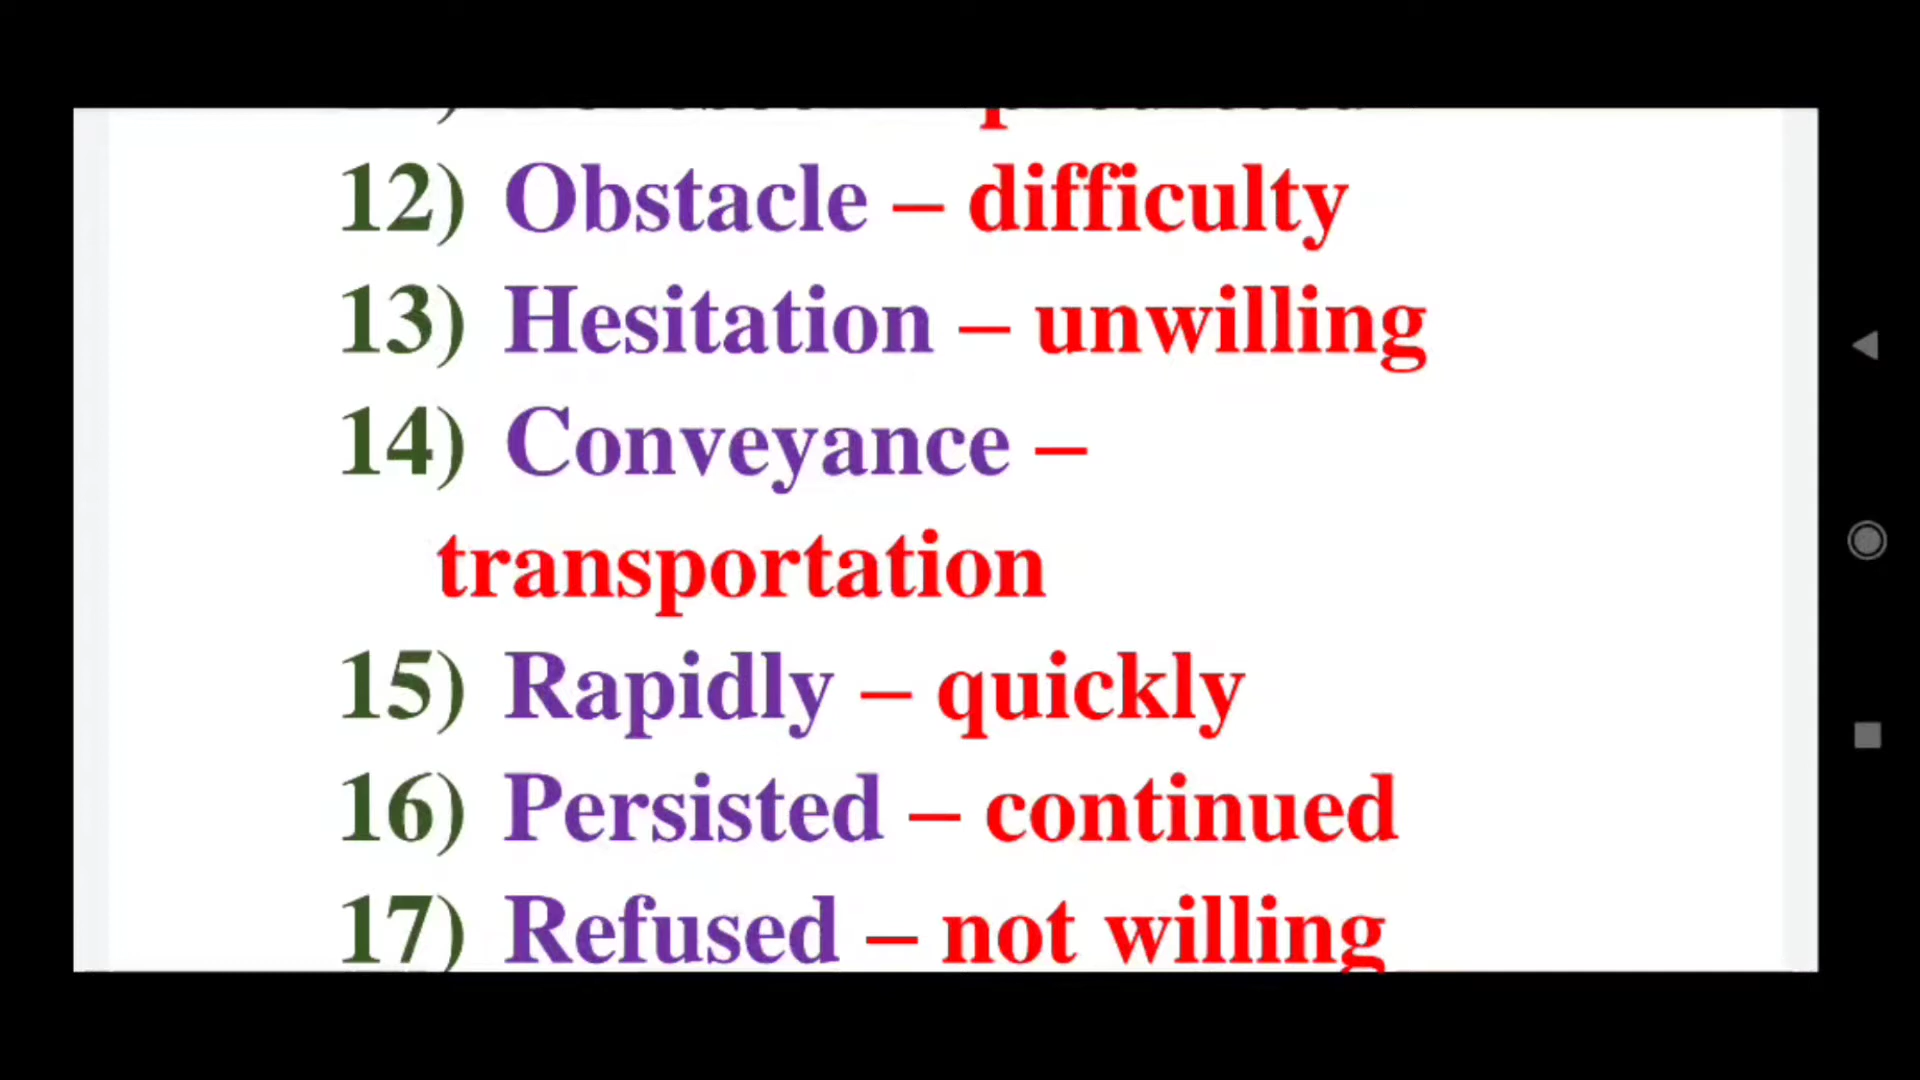 12) Obstacle – difficulty
13) Hesitation – unwilling
14) Conveyance –
transportation
15) Rapidly – quickly
16) Persisted – continued
17) Refused – not willing